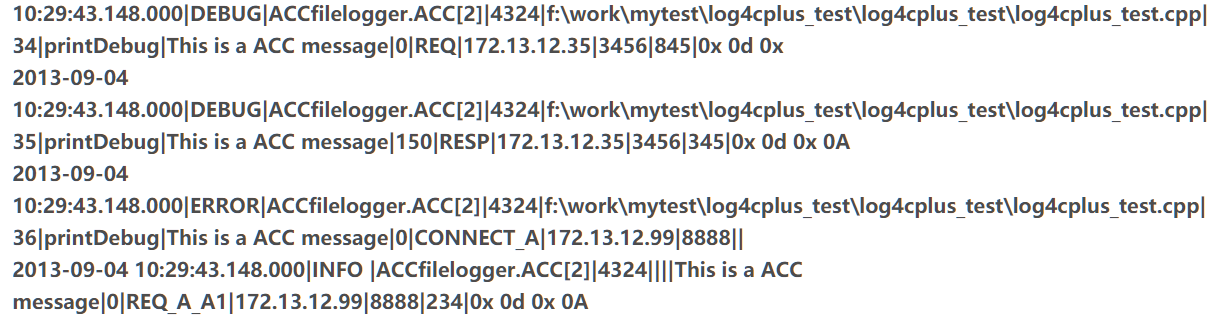 10:29:43.148.000|DEBUG|ACCfilelogger.ACC[2]|4324|f:\work\mytest\log4cplus_test\log4cplus_test\log4cplus_test.cpp|
34|printDebug|This is a ACC message|0|REQ|172.13.12.35|3456|845|0x 0d 0x
2013-09-04
10:29:43.148.000|DEBUG|ACCfilelogger.ACC[2]|4324|f:\work\mytest\log4cplus_test\log4cplus_test\log4cplus_test.cpp|
35|printDebug|This is a ACC message|150|RESP|172.13.12.35|3456|345|0x 0d 0x 0A
2013-09-04
10:29:43.148.000|ERROR|ACCfilelogger.ACC[2]|4324|f:\work\mytest\log4cplus_test\log4cplus_test\log4cplus_test.cpp|
36|printDebug|This is a ACC message|0|CONNECT_A|172.13.12.99|8888||
2013-09-04 10:29:43.148.000|INFO |ACCfilelogger.ACC[2]|4324||||This is a ACC
message|0|REQ_A_A1|172.13.12.99|8888|234|0x 0d 0x 0A